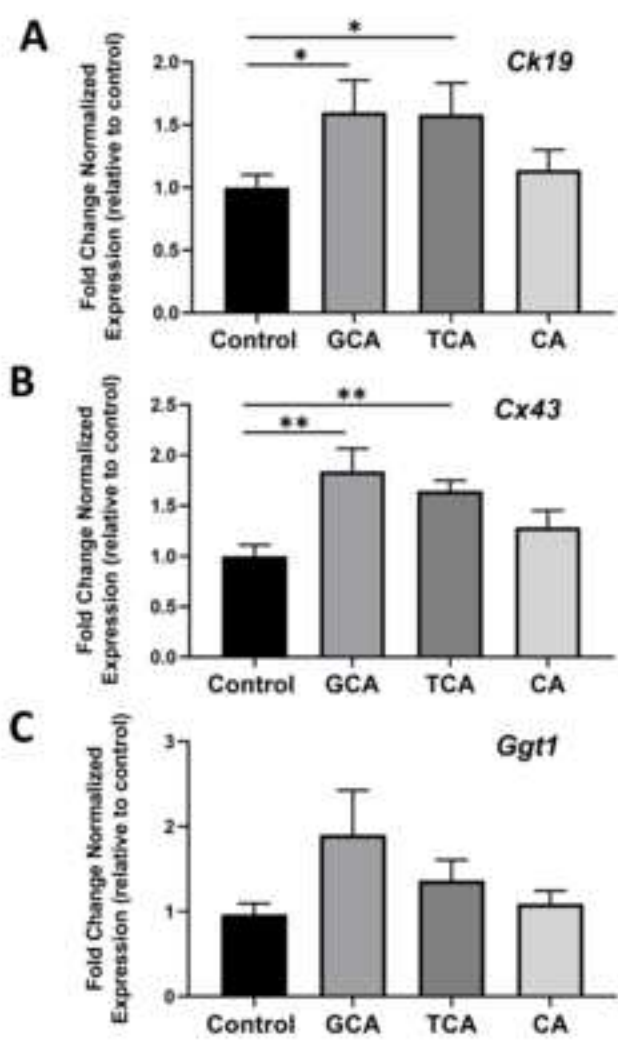 A
Ck19
*
*
Fold Change Normalized
Expression (relative to control)
2.0
1.5
1.0
0.5
0.0
Control GCA TCA CA
B
Cx43
**
**
Fold Change Normalized
Expression (relative to control)
2.5
2.0
1.5
1.0
0.5
0.0
Control GCA TCA CA
C
Ggt1
Fold Change Normalized
Expression (relative to control)
3
2
1
0
Control GCA TCA CA